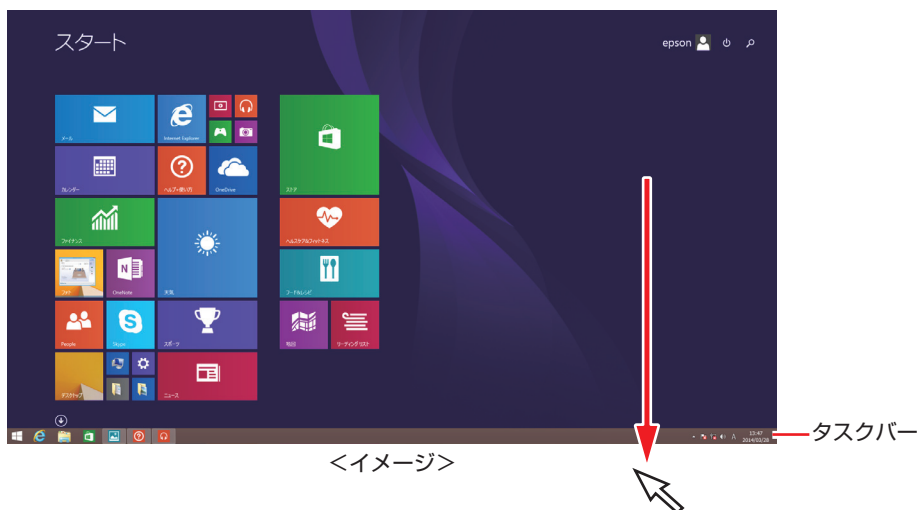 スタート
epson
メール
Internet Explorer
カレンダー
ヘルプ+使い方
OneDrive
ストア
ファイナンス
天気
ヘルスケア&フィットネス
フォト
OneNote
フード&レシピ
People
Skype
スポーツ
地図
リーディングリスト
デスクトップ
ニュース
A
13:47
2014/03/28
タスクバー
<イメージ>